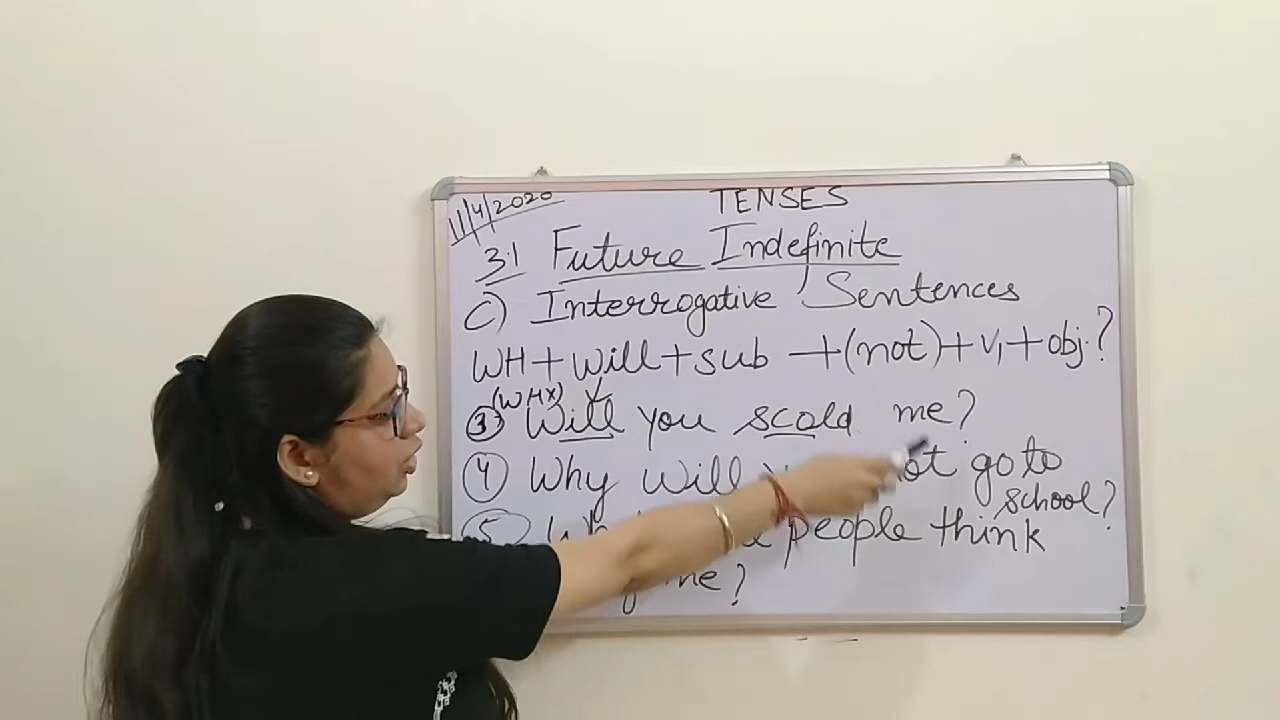 11/4/2020 TENSES
3.1 Future Indefinite
C) Interrogative Sentences
WH + will + sub + (not) + V1 + obj.?
(WHX)
③ Will you scold me?
④ Why will not go to
school?
⑤ people think
me?